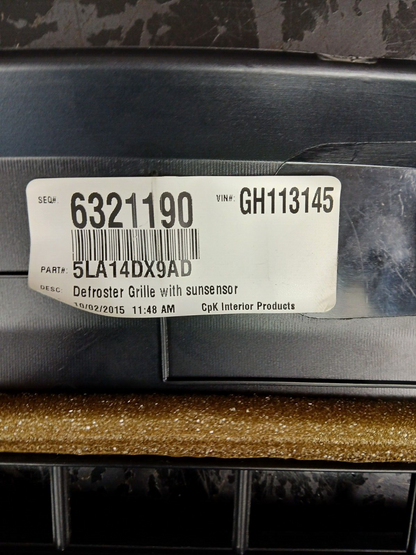 SEQ#: 6321190 VIN#: GH113145
PART#: 5LA14DX9AD
DESC: Defroster Grille with sunsensor
10/02/2015 11:48 AM CpK Interior Products